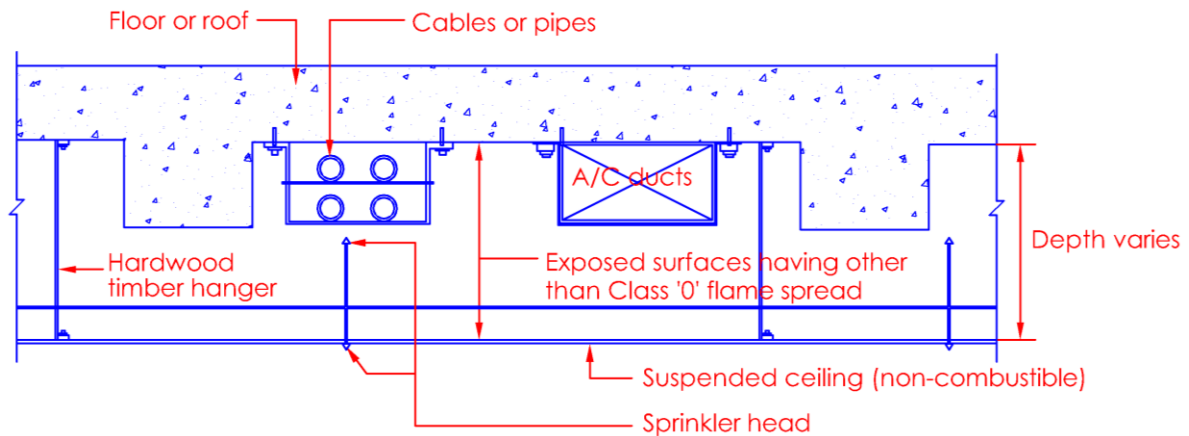 Floor or roof
Cables or pipes
A/C ducts
Hardwood
timber hanger
Exposed surfaces having other
than Class '0' flame spread
Depth varies
Suspended ceiling (non-combustible)
Sprinkler head